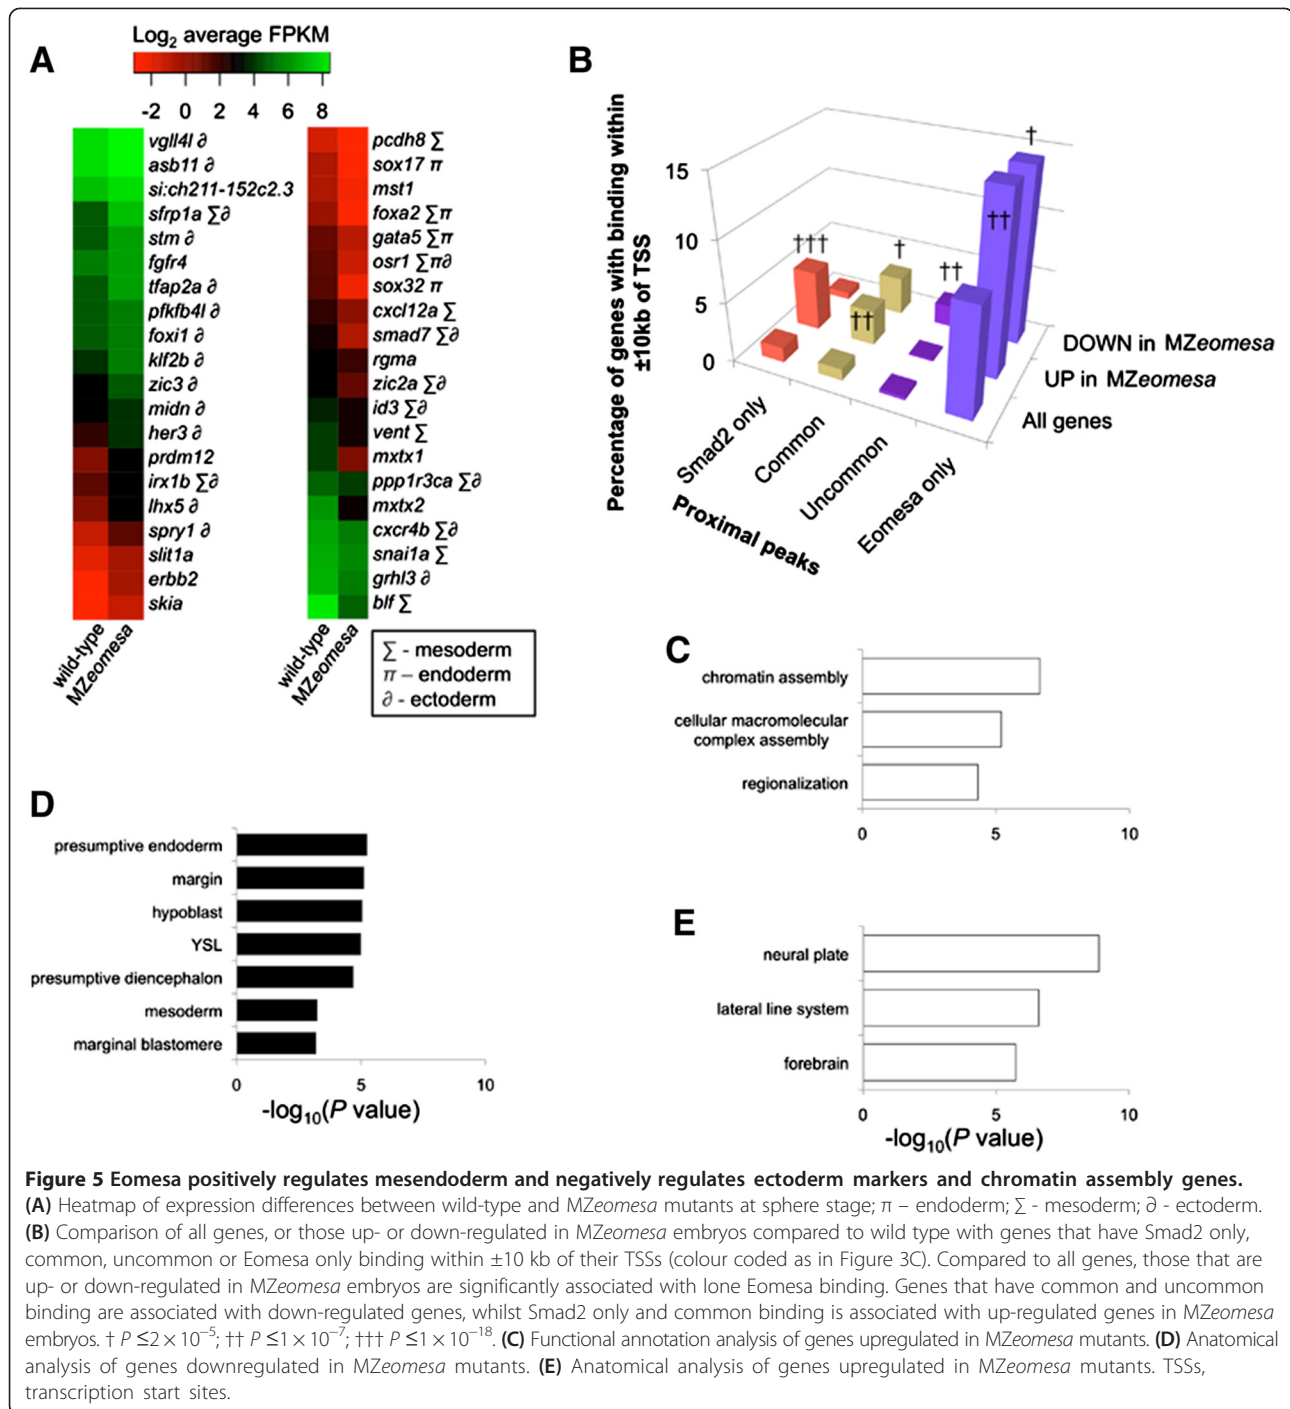 A
Log2 average FPKM
-2 0 2 4 6 8
vgll4l ∂
asb11 ∂
si:ch211-152c2.3
sfrp1a ∑∂
stm ∂
fgfr4
tfap2a ∂
pfkfb4l ∂
foxi1 ∂
klf2b ∂
zic3 ∂
midn ∂
her3 ∂
prdm12
irx1b ∑∂
lhx5 ∂
spry1 ∂
slit1a
erbb2
skia
wild-type
MZeomesa
pcdh8 ∑
sox17 π
mst1
foxa2 ∑π
gata5 ∑π
osr1 ∑π∂
sox32 π
cxcl12a ∑
smad7 ∑∂
rgma
zic2a ∑∂
id3 ∑∂
vent ∑
mxtx1
ppp1r3ca ∑∂
mxtx2
cxcr4b ∑∂
snai1a ∑
grhl3 ∂
blf ∑
wild-type
MZeomesa
∑ - mesoderm
π – endoderm
∂ - ectoderm
B
Percentage of genes with binding within
±10kb of TSS
15
10
5
0
†††
††
†
††
††
†
Smad2 only
Common
Uncommon
Eomesa only
Proximal peaks
DOWN in MZeomesa
UP in MZeomesa
All genes
C
chromatin assembly
cellular macromolecular
complex assembly
regionalization
0 5 10
D
presumptive endoderm
margin
hypoblast
YSL
presumptive diencephalon
mesoderm
marginal blastomere
0 5 10
-log10(P value)
E
neural plate
lateral line system
forebrain
0 5 10
-log10(P value)
Figure 5 Eomesa positively regulates mesendoderm and negatively regulates ectoderm markers and chromatin assembly genes.
(A) Heatmap of expression differences between wild-type and MZeomesa mutants at sphere stage; π – endoderm; ∑ - mesoderm; ∂ - ectoderm.
(B) Comparison of all genes, or those up- or down-regulated in MZeomesa embryos compared to wild type with genes that have Smad2 only,
common, uncommon or Eomesa only binding within ±10 kb of their TSSs (colour coded as in Figure 3C). Compared to all genes, those that are
up- or down-regulated in MZeomesa embryos are significantly associated with lone Eomesa binding. Genes that have common and uncommon
binding are associated with down-regulated genes, whilst Smad2 only and common binding is associated with up-regulated genes in MZeomesa
embryos. † P ≤2 × 10−5; †† P ≤1 × 10−7; ††† P ≤1 × 10−18. (C) Functional annotation analysis of genes upregulated in MZeomesa mutants. (D) Anatomical
analysis of genes downregulated in MZeomesa mutants. (E) Anatomical analysis of genes upregulated in MZeomesa mutants. TSSs,
transcription start sites.